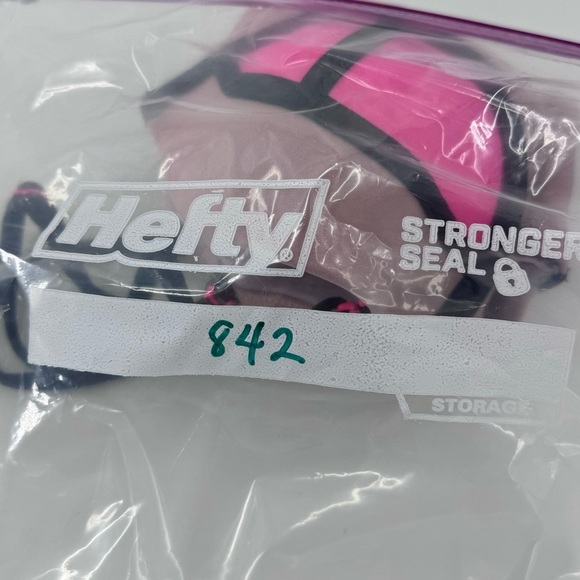 Hefty®
STRONGER
SEAL
842
STORAGE